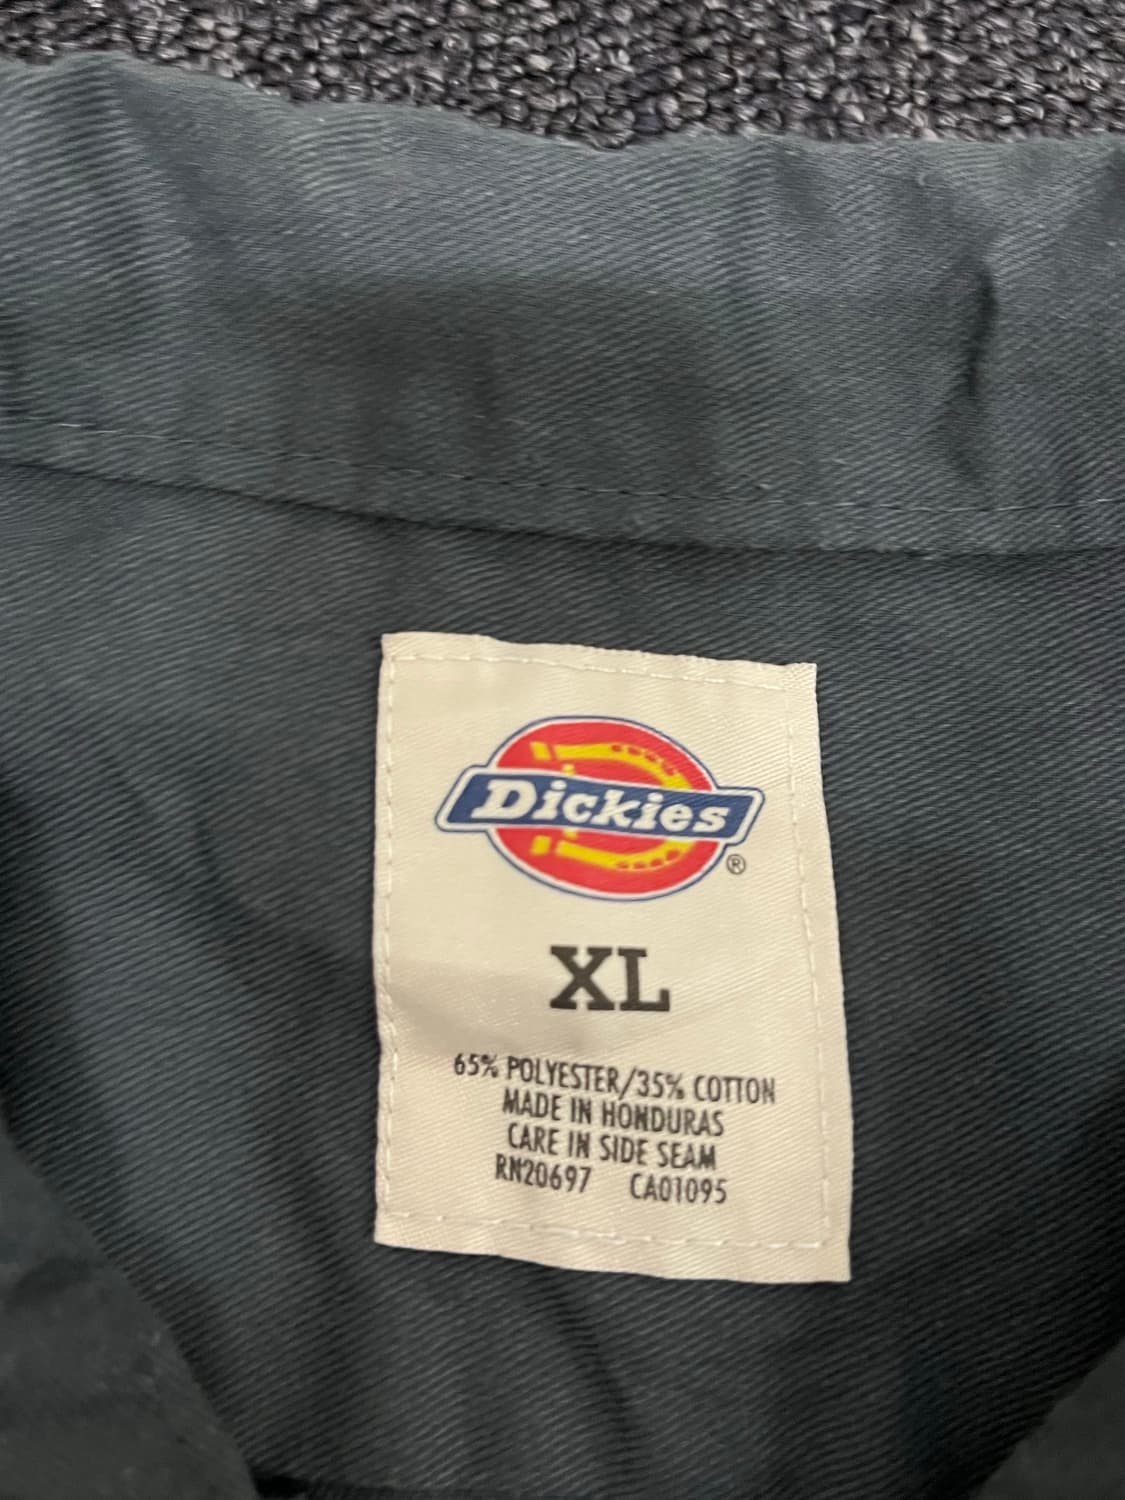 Dickies
®
XL
65% POLYESTER/35% COTTON
MADE IN HONDURAS
CARE IN SIDE SEAM
RN20697 CA01095